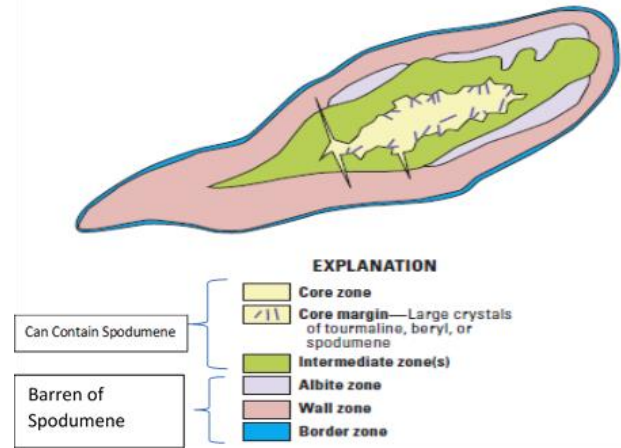 EXPLANATION
Core zone
Core margin—Large crystals
of tourmaline, beryl, or
spodumene
Can Contain Spodumene
Intermediate zone(s)
Albite zone
Barren of
Spodumene
Wall zone
Border zone